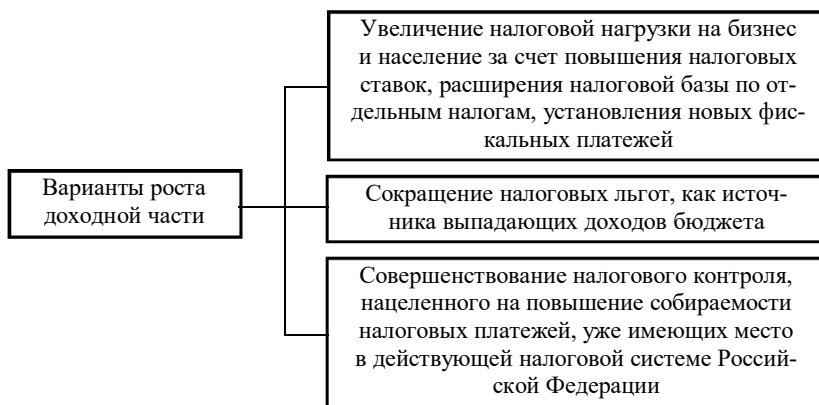 Увеличение налоговой нагрузки на бизнес
и население за счет повышения налоговых
ставок, расширения налоговой базы по от-
дельным налогам, установления новых фис-
кальных платежей
Варианты роста
доходной части
Сокращение налоговых льгот, как источ-
ника выпадающих доходов бюджета
Совершенствование налогового контроля,
нацеленного на повышение собираемости
налоговых платежей, уже имеющих место
в действующей налоговой системе Россий-
ской Федерации